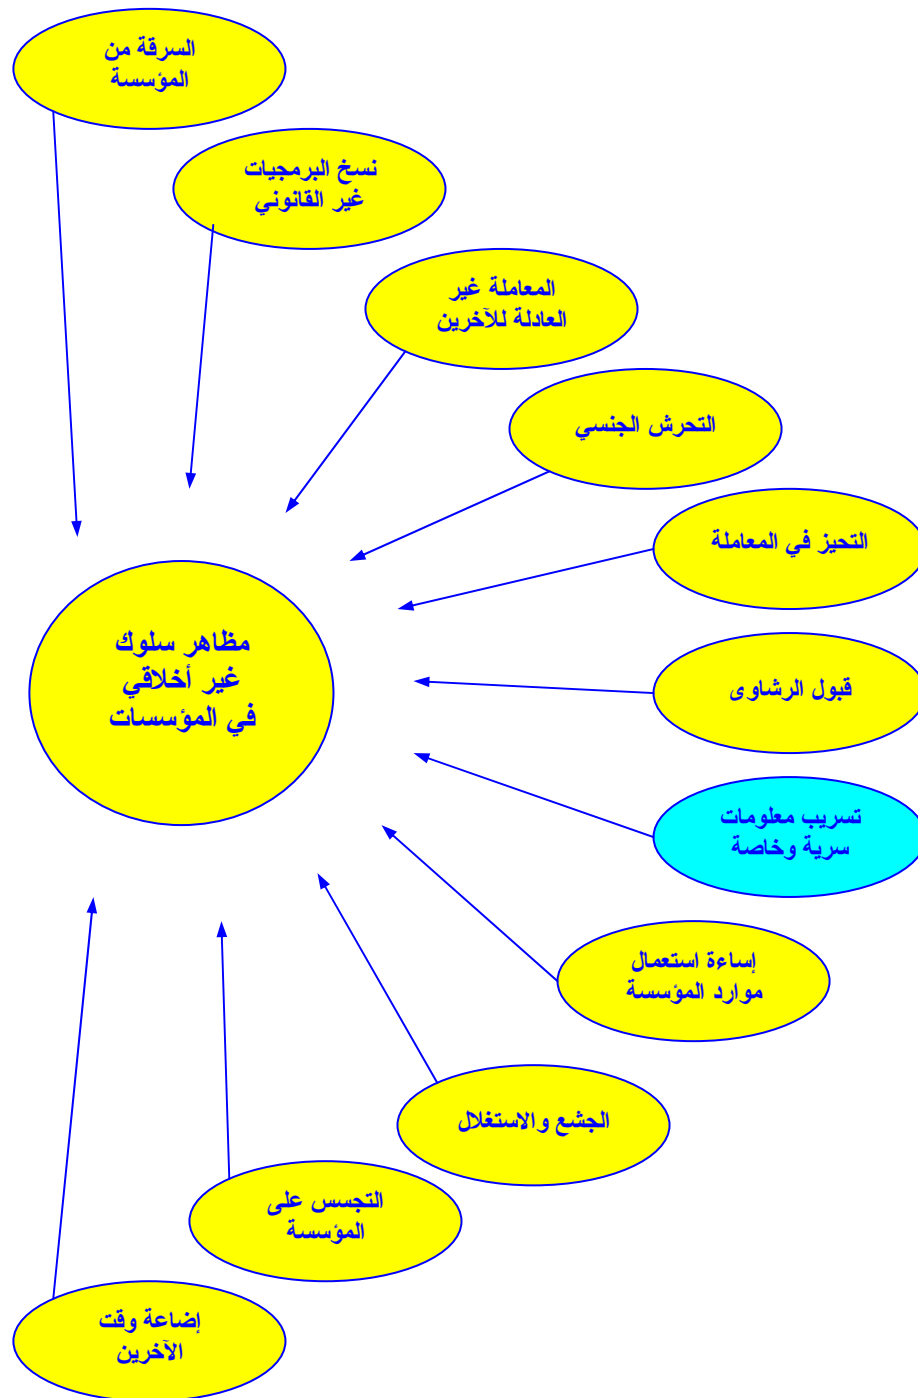 السرقة من
المؤسسة
نسخ البرمجيات
غير القانوني
المعاملة غير
العادلة للآخرين
التحرش الجنسي
التحيز في المعاملة
مظاهر سلوك
غير أخلاقي
في المؤسسات
قبول الرشاوى
تسريب معلومات
سرية وخاصة
إساءة استعمال
موارد المؤسسة
الجشع والاستغلال
التجسس على
المؤسسة
إضاعة وقت
الآخرين